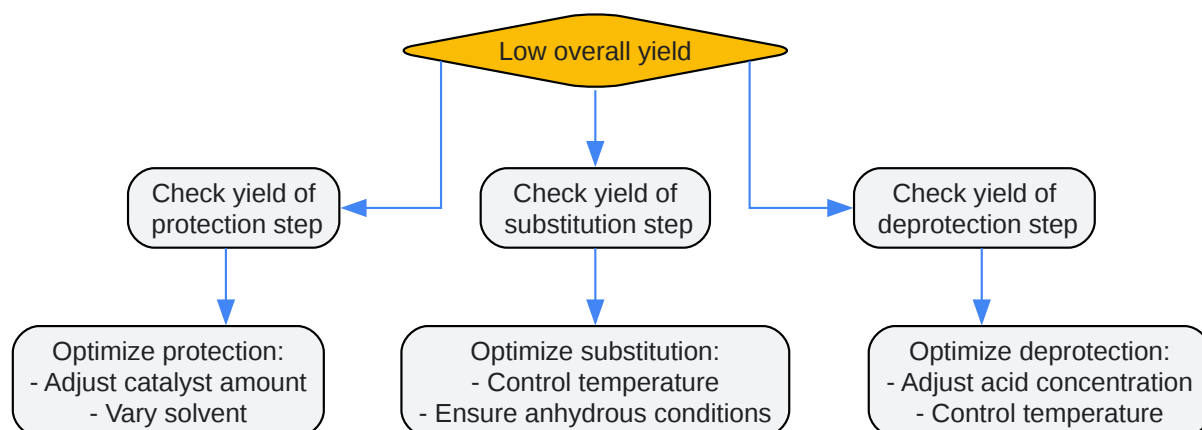 Low overall yield
Check yield of
protection step
Check yield of
substitution step
Check yield of
deprotection step
Optimize protection:
- Adjust catalyst amount
- Vary solvent
Optimize substitution:
- Control temperature
- Ensure anhydrous conditions
Optimize deprotection:
- Adjust acid concentration
- Control temperature